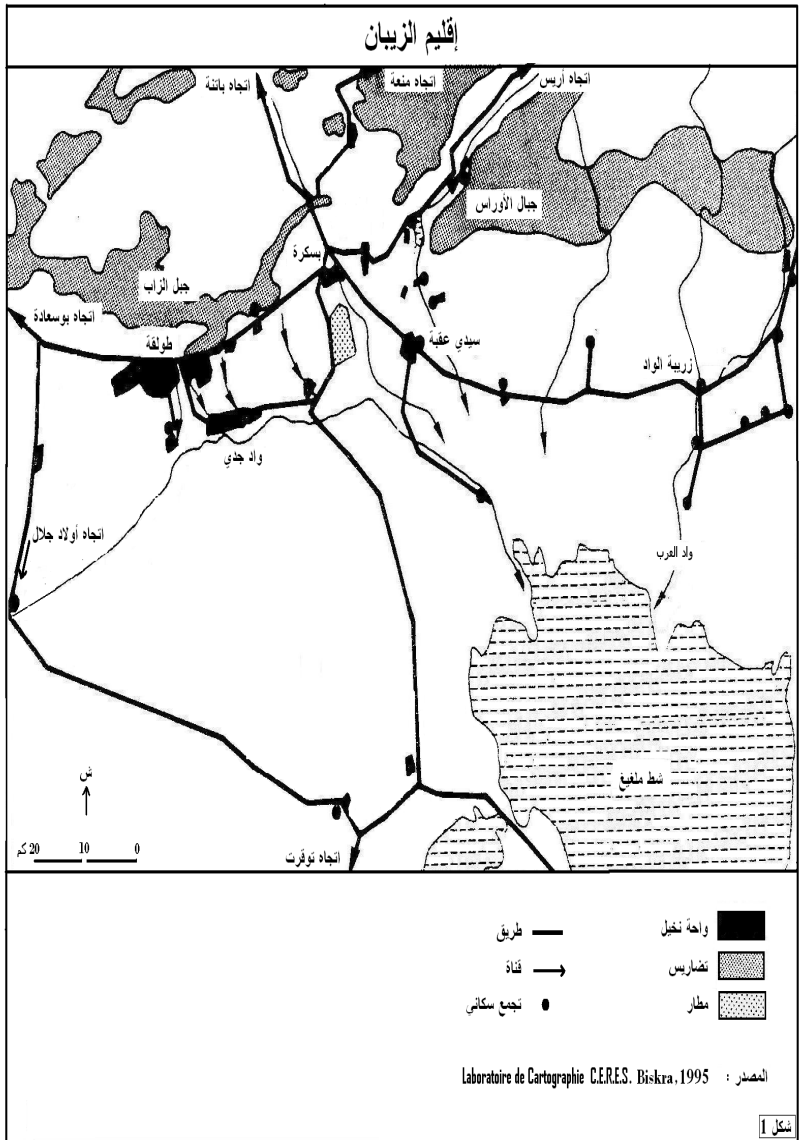 إقليم الزيبان
اتجاه باتنة
اتجاه منعة
اتجاه أريس
جبال الأوراس
بسكرة
جبل الزاب
اتجاه بوسعادة
طولقة
سيدي عقبة
زريبة الواد
واد جدي
اتجاه أولاد جلال
واد العرب
شط ملغيغ
ش
20 كم 10 0
اتجاه توقرت
واحة نخيل
طريق
تضاريس
قناة
مطار
تجمع سكاني
المصدر : Laboratoire de Cartographie C.E.R.E.S. Biskra, 1995
شكل 1